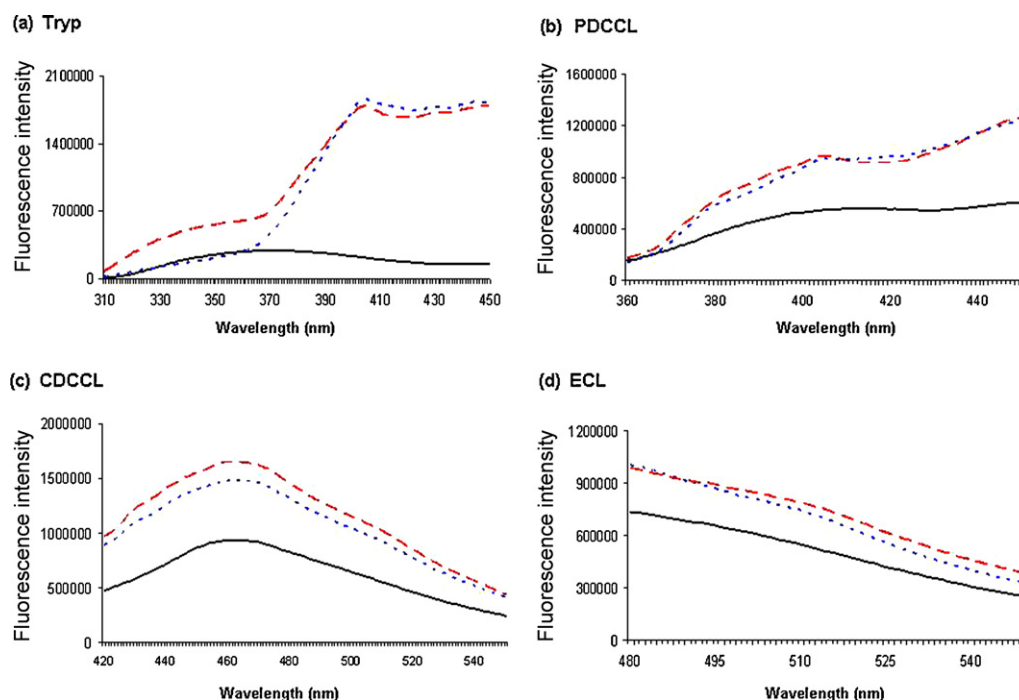 (a) Tryp
Fluorescence intensity
2100000
1400000
700000
0
310 330 350 370 390 410 430 450
Wavelength (nm)
(b) PDCCL
Fluorescence intensity
1600000
1200000
800000
400000
0
360 380 400 420 440
Wavelength (nm)
(c) CDCCL
Fluorescence intensity
2000000
1500000
1000000
500000
0
420 440 460 480 500 520 540
Wavelength (nm)
(d) ECL
Fluorescence intensity
1200000
900000
600000
300000
0
480 495 510 525 540
Wavelength (nm)